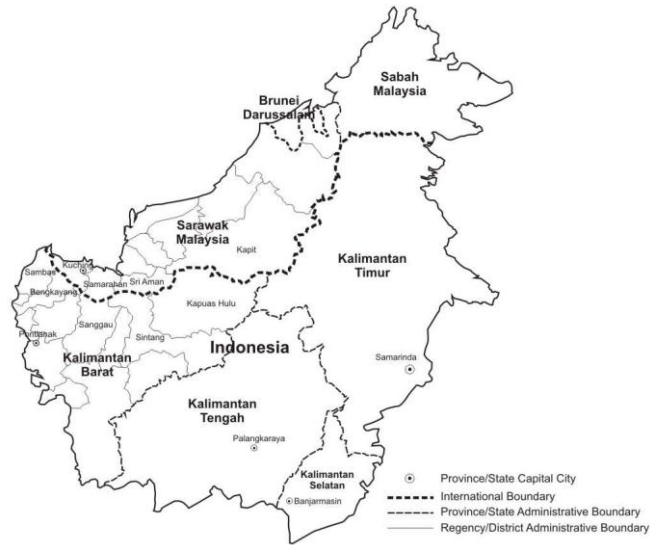 Sabah
Malaysia
Brunei
Darussalam
Sarawak
Malaysia
Kapit
Kuching
Sambas
Samarahan
Sri Aman
Bengkayang
Kalimantan
Timur
Kapuas Hulu
Sanggau
Pontianak
Sintang
Indonesia
Kalimantan
Barat
Samarinda
Kalimantan
Tengah
Palangkaraya
Kalimantan
Selatan
Banjarmasin
Province/State Capital City
International Boundary
Province/State Administrative Boundary
Regency/District Administrative Boundary